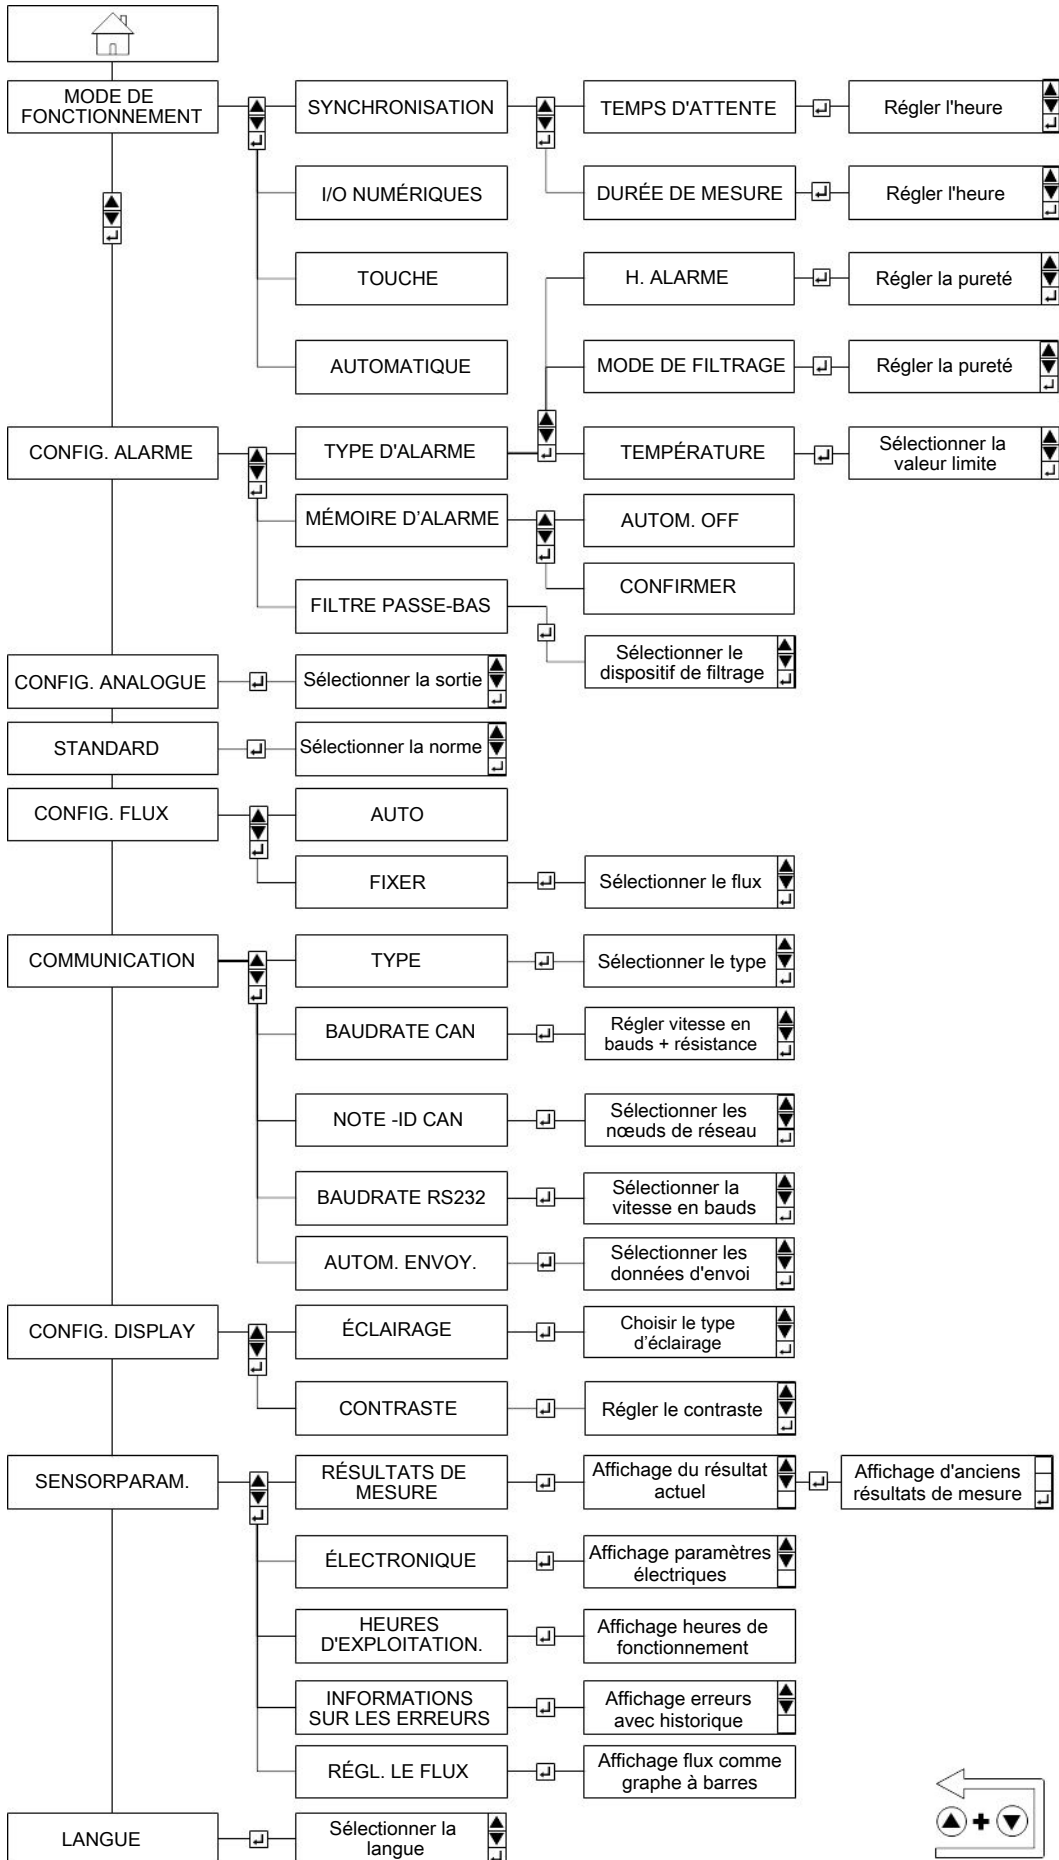 MODE DE
FONCTIONNEMENT
SYNCHRONISATION
TEMPS D'ATTENTE
Régler l'heure
I/O NUMÉRIQUES
DURÉE DE MESURE
Régler l'heure
TOUCHE
H. ALARME
Régler la pureté
AUTOMATIQUE
MODE DE FILTRAGE
Régler la pureté
CONFIG. ALARME
TYPE D'ALARME
TEMPÉRATURE
Sélectionner la
valeur limite
MÉMOIRE D’ALARME
AUTOM. OFF
CONFIRMER
FILTRE PASSE-BAS
Sélectionner le
dispositif de filtrage
CONFIG. ANALOGUE
Sélectionner la sortie
STANDARD
Sélectionner la norme
CONFIG. FLUX
AUTO
FIXER
Sélectionner le flux
COMMUNICATION
TYPE
Sélectionner le type
BAUDRATE CAN
Régler vitesse en
bauds + résistance
NOTE -ID CAN
Sélectionner les
nœuds de réseau
BAUDRATE RS232
Sélectionner la
vitesse en bauds
AUTOM. ENVOY.
Sélectionner les
données d'envoi
CONFIG. DISPLAY
ÉCLAIRAGE
Choisir le type
d’éclairage
CONTRASTE
Régler le contraste
SENSORPARAM.
RÉSULTATS DE
MESURE
Affichage du résultat
actuel
Affichage d'anciens
résultats de mesure
ÉLECTRONIQUE
Affichage paramètres
électriques
HEURES
D'EXPLOITATION.
Affichage heures de
fonctionnement
INFORMATIONS
SUR LES ERREURS
Affichage erreurs
avec historique
RÉGL. LE FLUX
Affichage flux comme
graphe à barres
LANGUE
Sélectionner la
langue
+